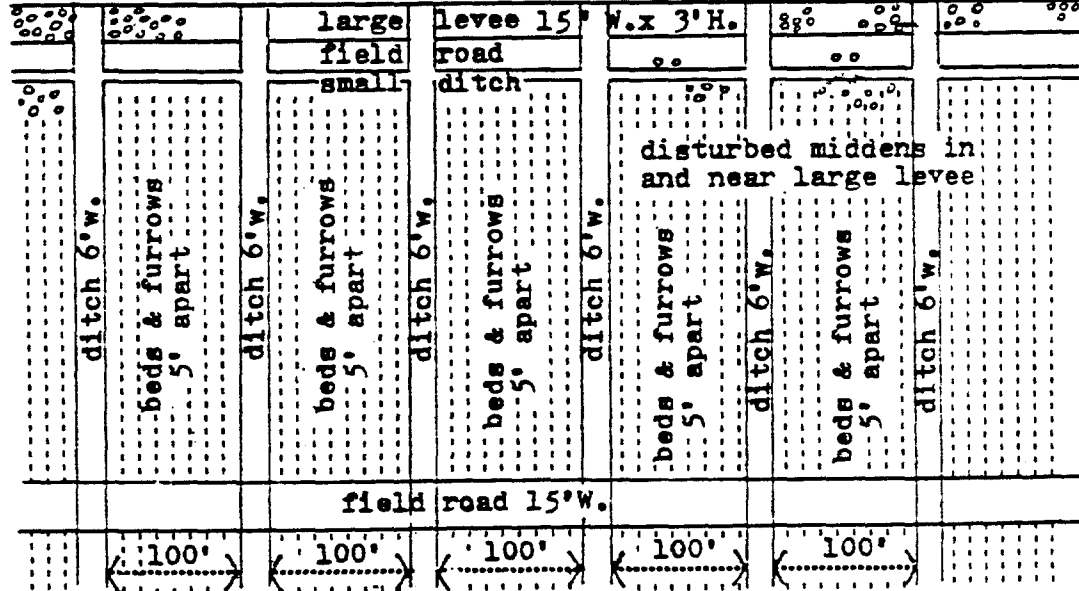 large levee 15' W. x 3'H.
field road
small ditch
disturbed middens in
and near large levee
ditch 6'w.
beds & furrows
5' apart
ditch 6'w.
beds & furrows
5' apart
ditch 6'w.
beds & furrows
5' apart
ditch 6'w.
beds & furrows
5' apart
ditch 6'w.
beds & furrows
5' apart
ditch 6'w.
field road 15'W.
100' 100' 100' 100' 100'